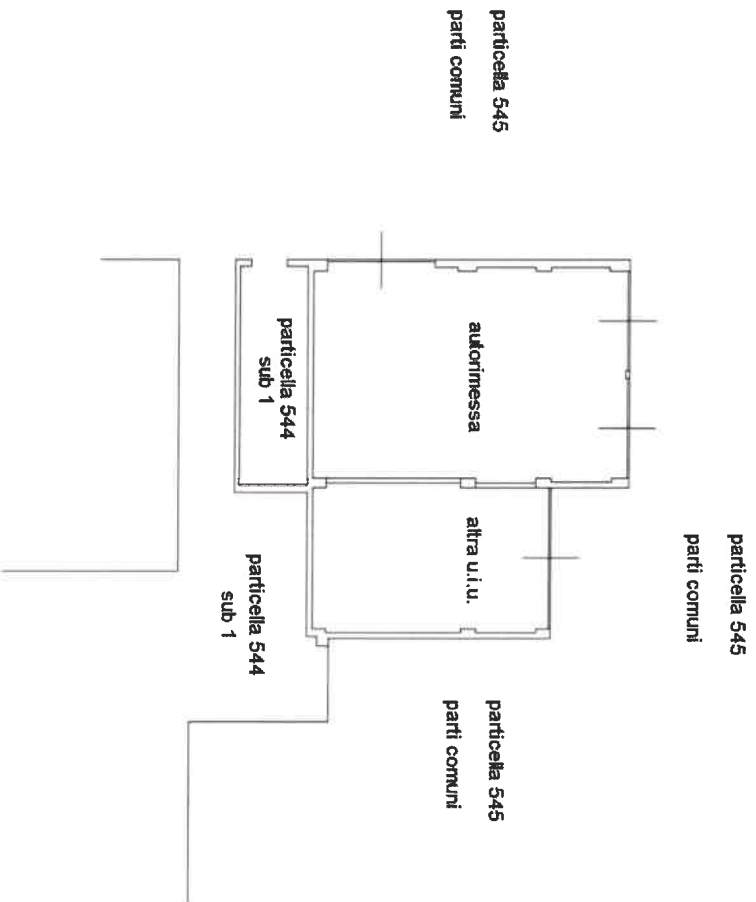 particella 545
parti comuni
particella 545
parti comuni
autorimessa
particella 544
sub 1
altra u.i.u.
particella 544
sub 1
particella 545
parti comuni